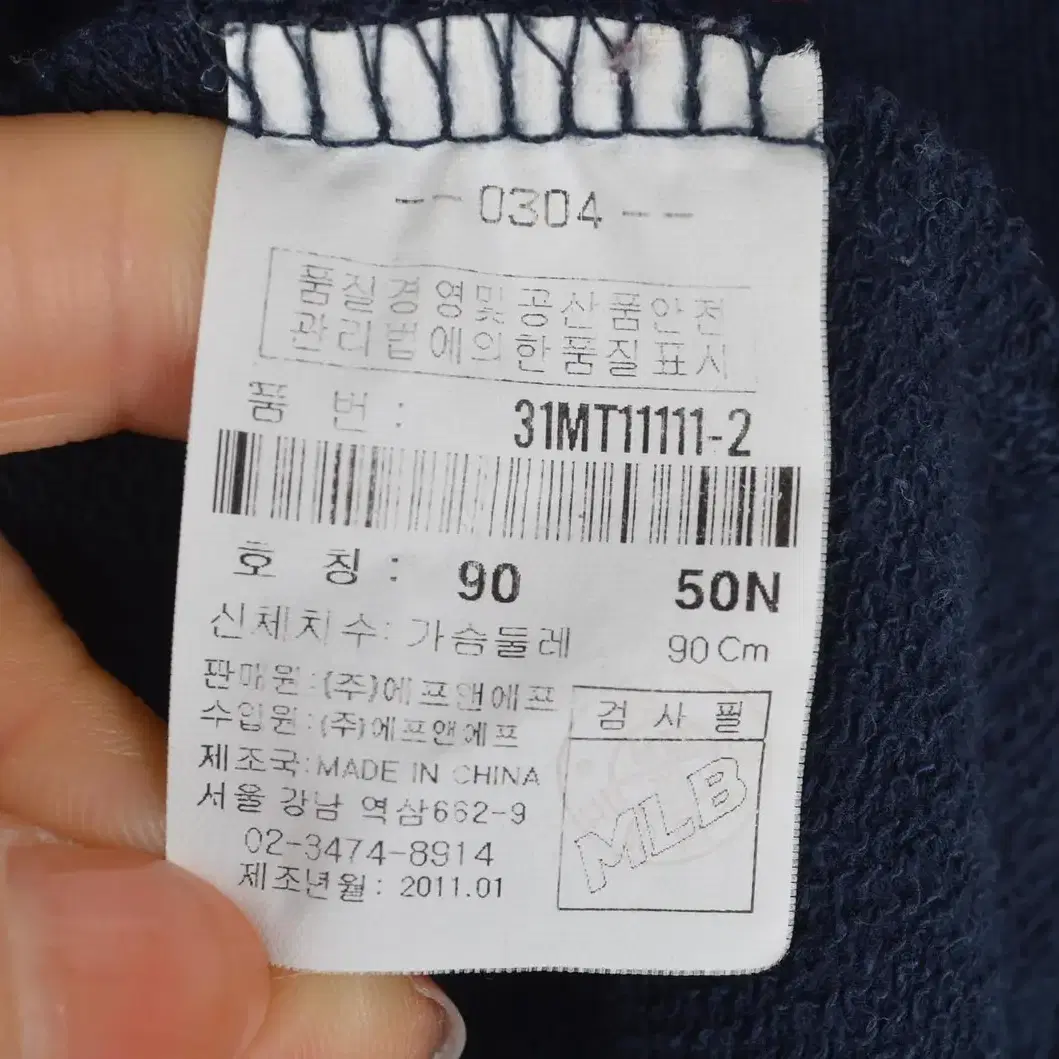 -- 0304 --
품질경영및공산품안전
관리법에의한품질표시
품 번 : 31MT11111-2
호 칭 : 90 50N
신체치수: 가슴둘레 90Cm
판매원:(주)에프앤에프
수입원:(주)에프앤에프
제조국:MADE IN CHINA
서울 강남 역삼662-9
02-3474-8914
제조년월: 2011.01
검 사 필
MLB